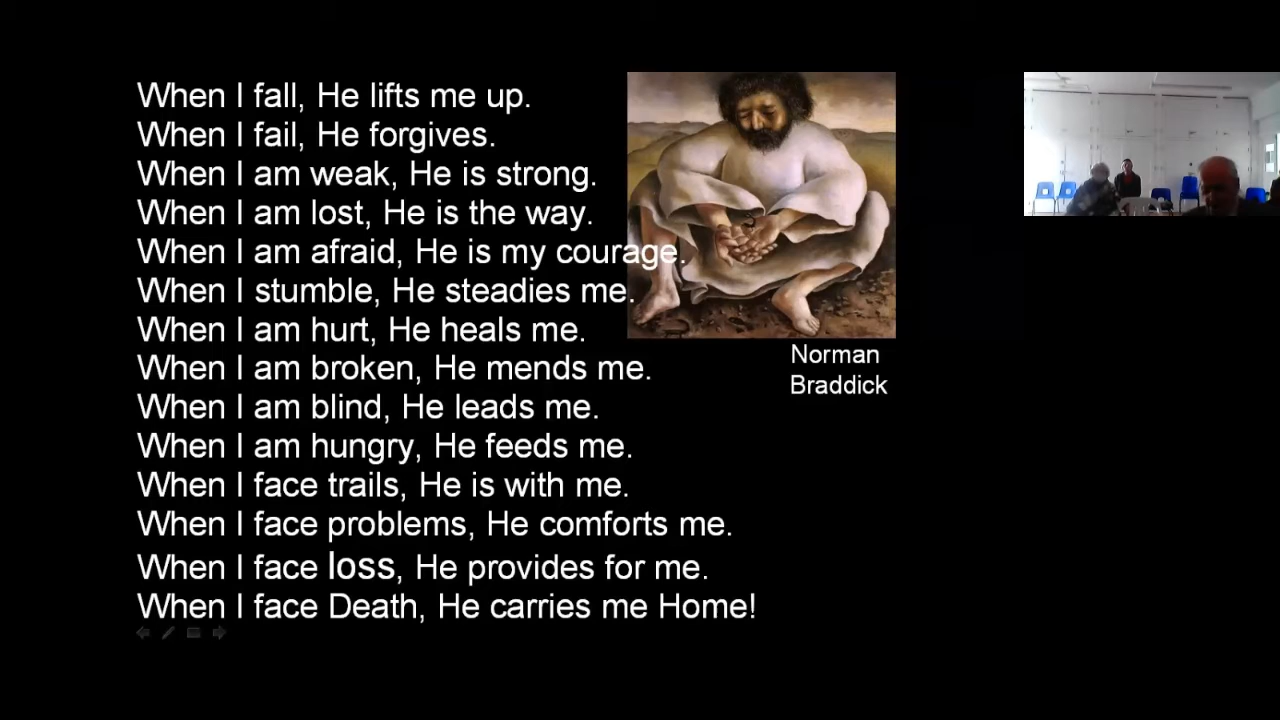 When I fall, He lifts me up.
When I fail, He forgives.
When I am weak, He is strong.
When I am lost, He is the way.
When I am afraid, He is my courage.
When I stumble, He steadies me.
When I am hurt, He heals me.
When I am broken, He mends me.
When I am blind, He leads me.
When I am hungry, He feeds me.
When I face trails, He is with me.
When I face problems, He comforts me.
When I face loss, He provides for me.
When I face Death, He carries me Home!
Norman
Braddick